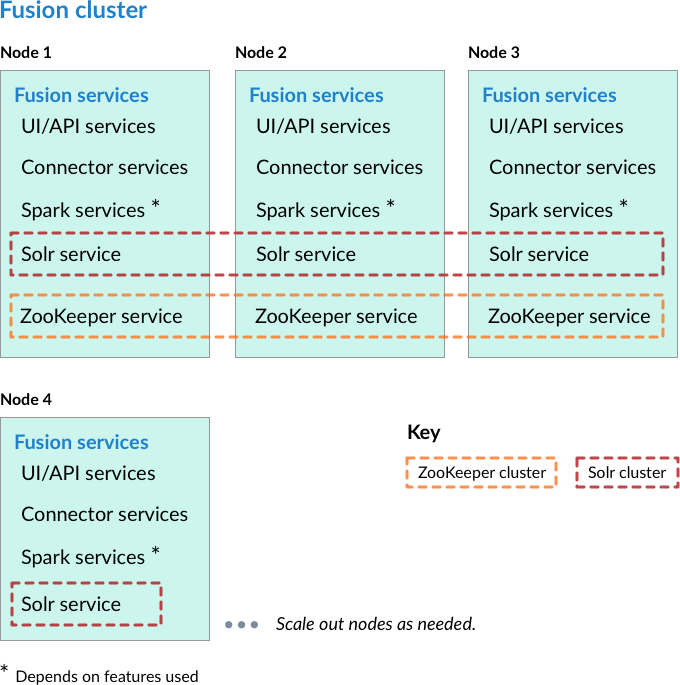 Fusion cluster
Node 1
Fusion services
UI/API services
Connector services
Spark services *
Solr service
ZooKeeper service
Node 2
Fusion services
UI/API services
Connector services
Spark services *
Solr service
ZooKeeper service
Node 3
Fusion services
UI/API services
Connector services
Spark services *
Solr service
ZooKeeper service
Node 4
Fusion services
UI/API services
Connector services
Spark services *
Solr service
Key
ZooKeeper cluster
Solr cluster
Scale out nodes as needed.
* Depends on features used